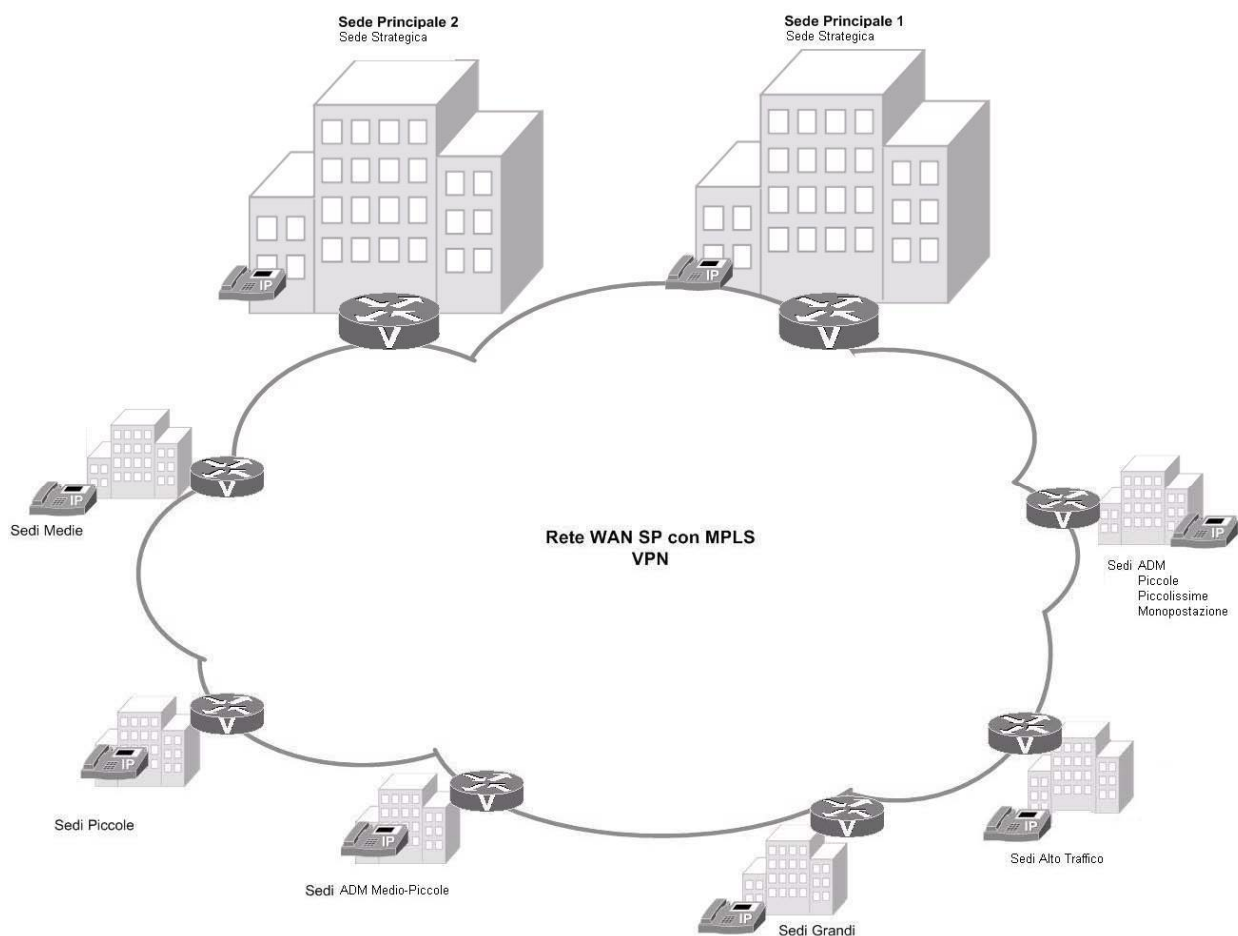 Sede Principale 2
Sede Strategica
Sede Principale 1
Sede Strategica
IP
V
IP
V
IP
V
Sedi Medie
Rete WAN SP con MPLS
VPN
V
IP
Sedi ADM
Piccole
Piccolissime
Monopostazione
IP
V
Sedi Piccole
IP
V
Sedi ADM Medio-Piccole
IP
V
Sedi Grandi
IP
V
Sedi Alto Traffico